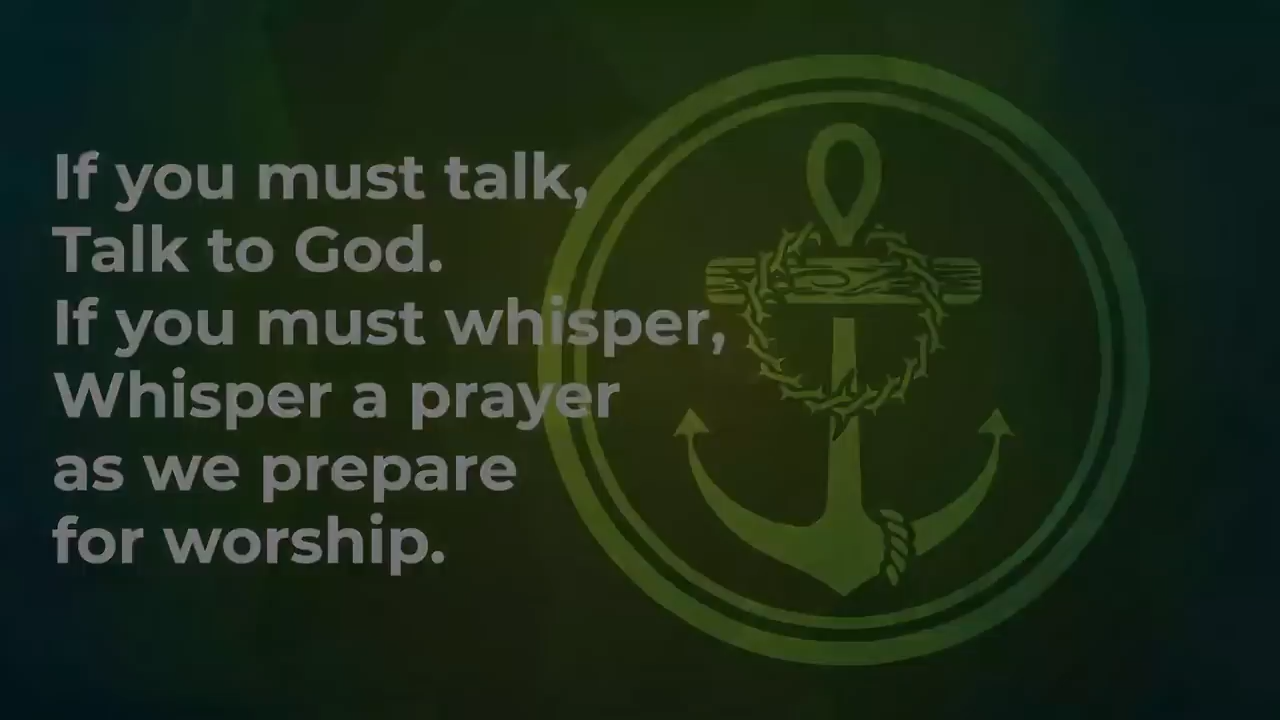 If you must talk,
Talk to God.
If you must whisper,
Whisper a prayer
as we prepare
for worship.